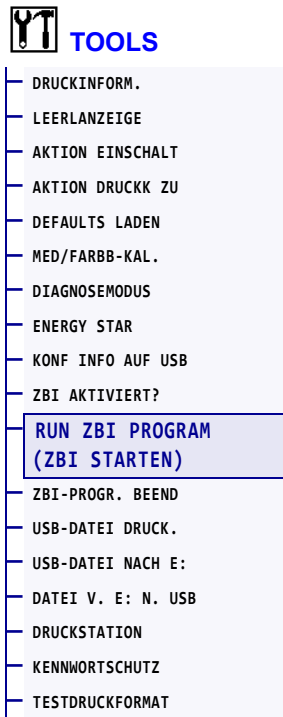 TOOLS
DRUCKINFORM.
LEERLANZEIGE
AKTION EINSCHALT
AKTION DRUCKK ZU
DEFAULTS LADEN
MED/FARBB-KAL.
DIAGNOSEMODUS
ENERGY STAR
KONF INFO AUF USB
ZBI AKTIVIERT?
RUN ZBI PROGRAM
(ZBI STARTEN)
ZBI-PROGR. BEEND
USB-DATEI DRUCK.
USB-DATEI NACH E:
DATEI V. E: N. USB
DRUCKSTATION
KENNWORTSCHUTZ
TESTDRUCKFORMAT